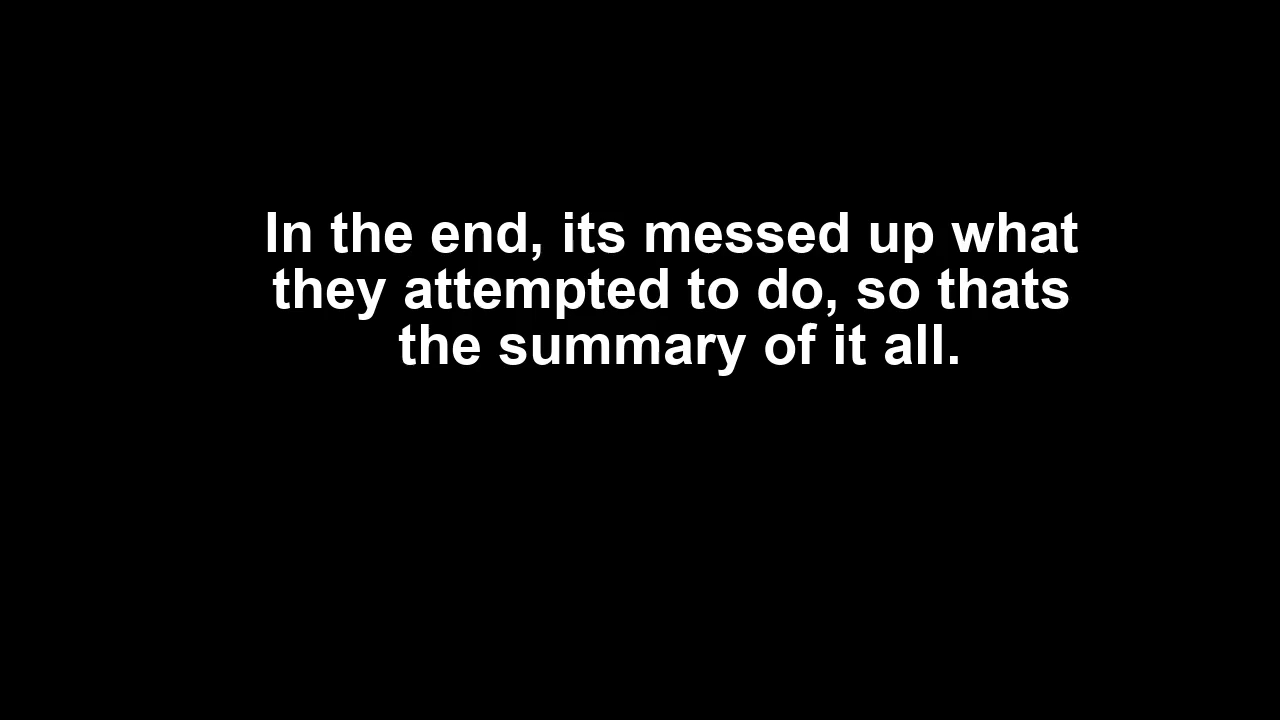 In the end, its messed up what
they attempted to do, so thats
the summary of it all.